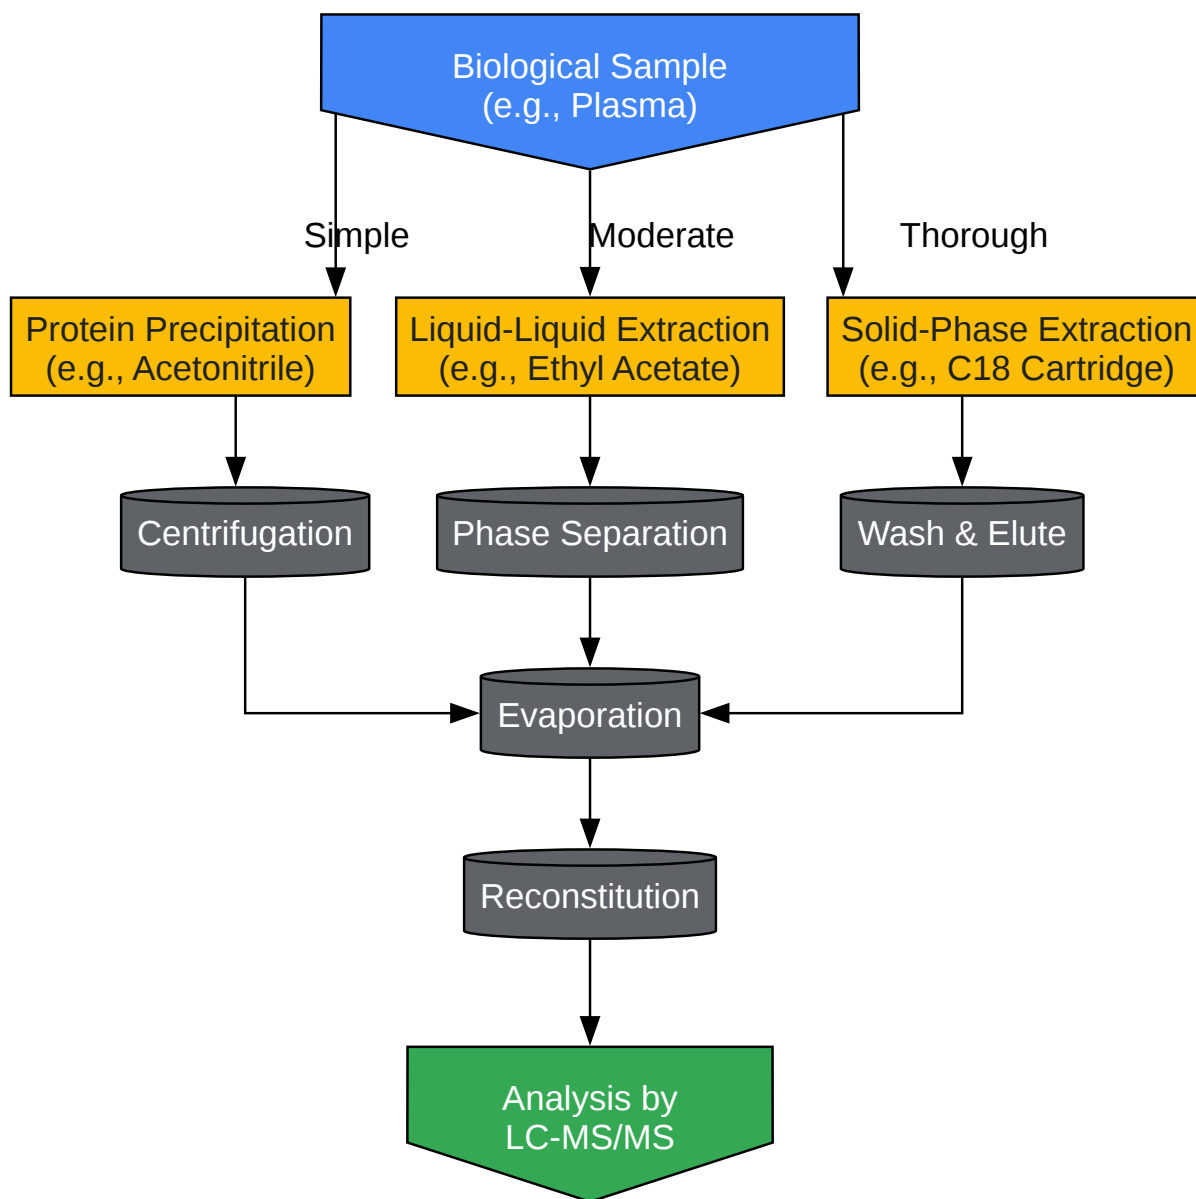 Biological Sample
(e.g., Plasma)
Simple
Moderate
Thorough
Protein Precipitation
(e.g., Acetonitrile)
Liquid-Liquid Extraction
(e.g., Ethyl Acetate)
Solid-Phase Extraction
(e.g., C18 Cartridge)
Centrifugation
Phase Separation
Wash & Elute
Evaporation
Reconstitution
Analysis by
LC-MS/MS